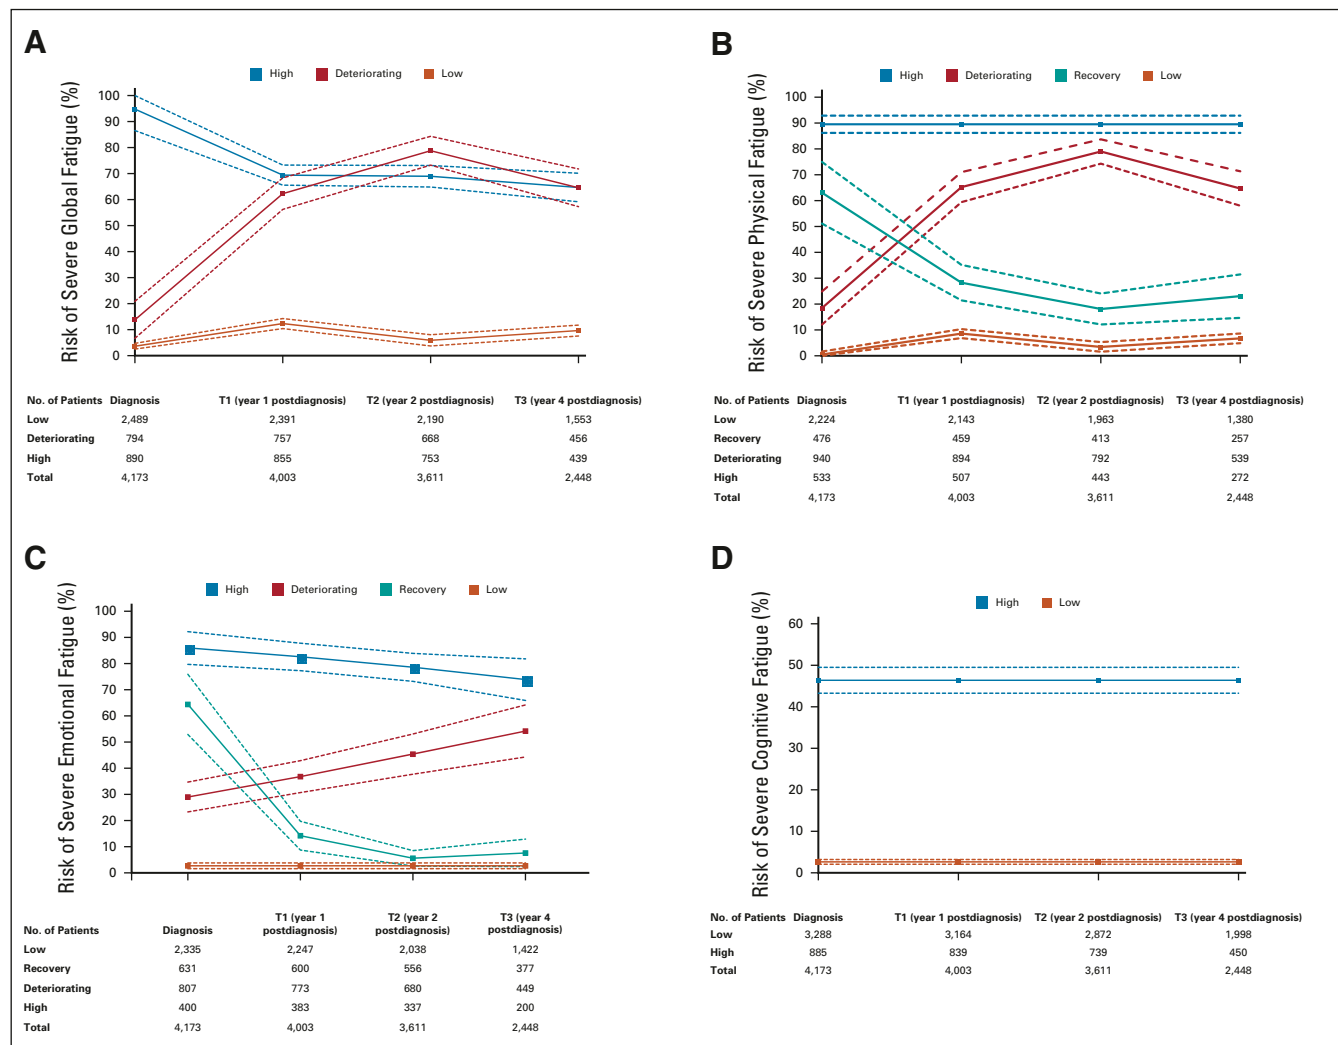 A
High Deteriorating Low
Risk of Severe Global Fatigue (%)
100
90
80
70
60
50
40
30
20
10
0
No. of Patients Diagnosis T1 (year 1 postdiagnosis) T2 (year 2 postdiagnosis) T3 (year 4 postdiagnosis)
Low 2,489 2,391 2,190 1,553
Deteriorating 794 757 668 456
High 890 855 753 439
Total 4,173 4,003 3,611 2,448
B
High Deteriorating Recovery Low
Risk of Severe Physical Fatigue (%)
100
90
80
70
60
50
40
30
20
10
0
No. of Patients Diagnosis T1 (year 1 postdiagnosis) T2 (year 2 postdiagnosis) T3 (year 4 postdiagnosis)
Low 2,224 2,143 1,963 1,380
Recovery 476 459 413 257
Deteriorating 940 894 792 539
High 533 507 443 272
Total 4,173 4,003 3,611 2,448
C
High Deteriorating Recovery Low
Risk of Severe Emotional Fatigue (%)
100
90
80
70
60
50
40
30
20
10
0
T1 (year 1 T2 (year 2 T3 (year 4
No. of Patients Diagnosis postdiagnosis) postdiagnosis) postdiagnosis)
Low 2,335 2,247 2,038 1,422
Recovery 631 600 556 377
Deteriorating 807 773 680 449
High 400 383 337 200
Total 4,173 4,003 3,611 2,448
D
High Low
Risk of Severe Cognitive Fatigue (%)
60
50
40
30
20
10
0
No. of Patients Diagnosis T1 (year 1 postdiagnosis) T2 (year 2 postdiagnosis) T3 (year 4 postdiagnosis)
Low 3,288 3,164 2,872 1,998
High 885 839 739 450
Total 4,173 4,003 3,611 2,448